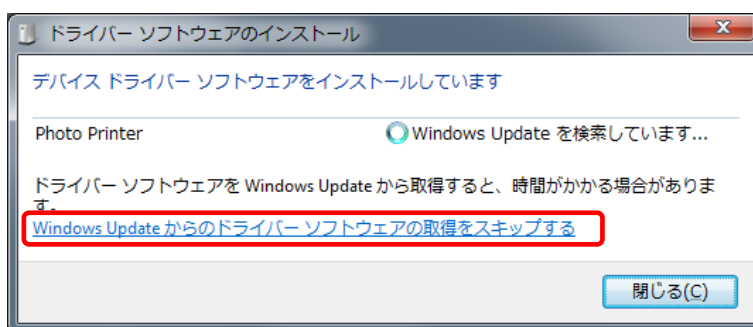 ドライバー ソフトウェアのインストール
デバイス ドライバー ソフトウェアをインストールしています
Photo Printer Windows Update を検索しています...
ドライバー ソフトウェアを Windows Update から取得すると、時間がかかる場合がありま
す。
Windows Update からのドライバー ソフトウェアの取得をスキップする
閉じる(C)